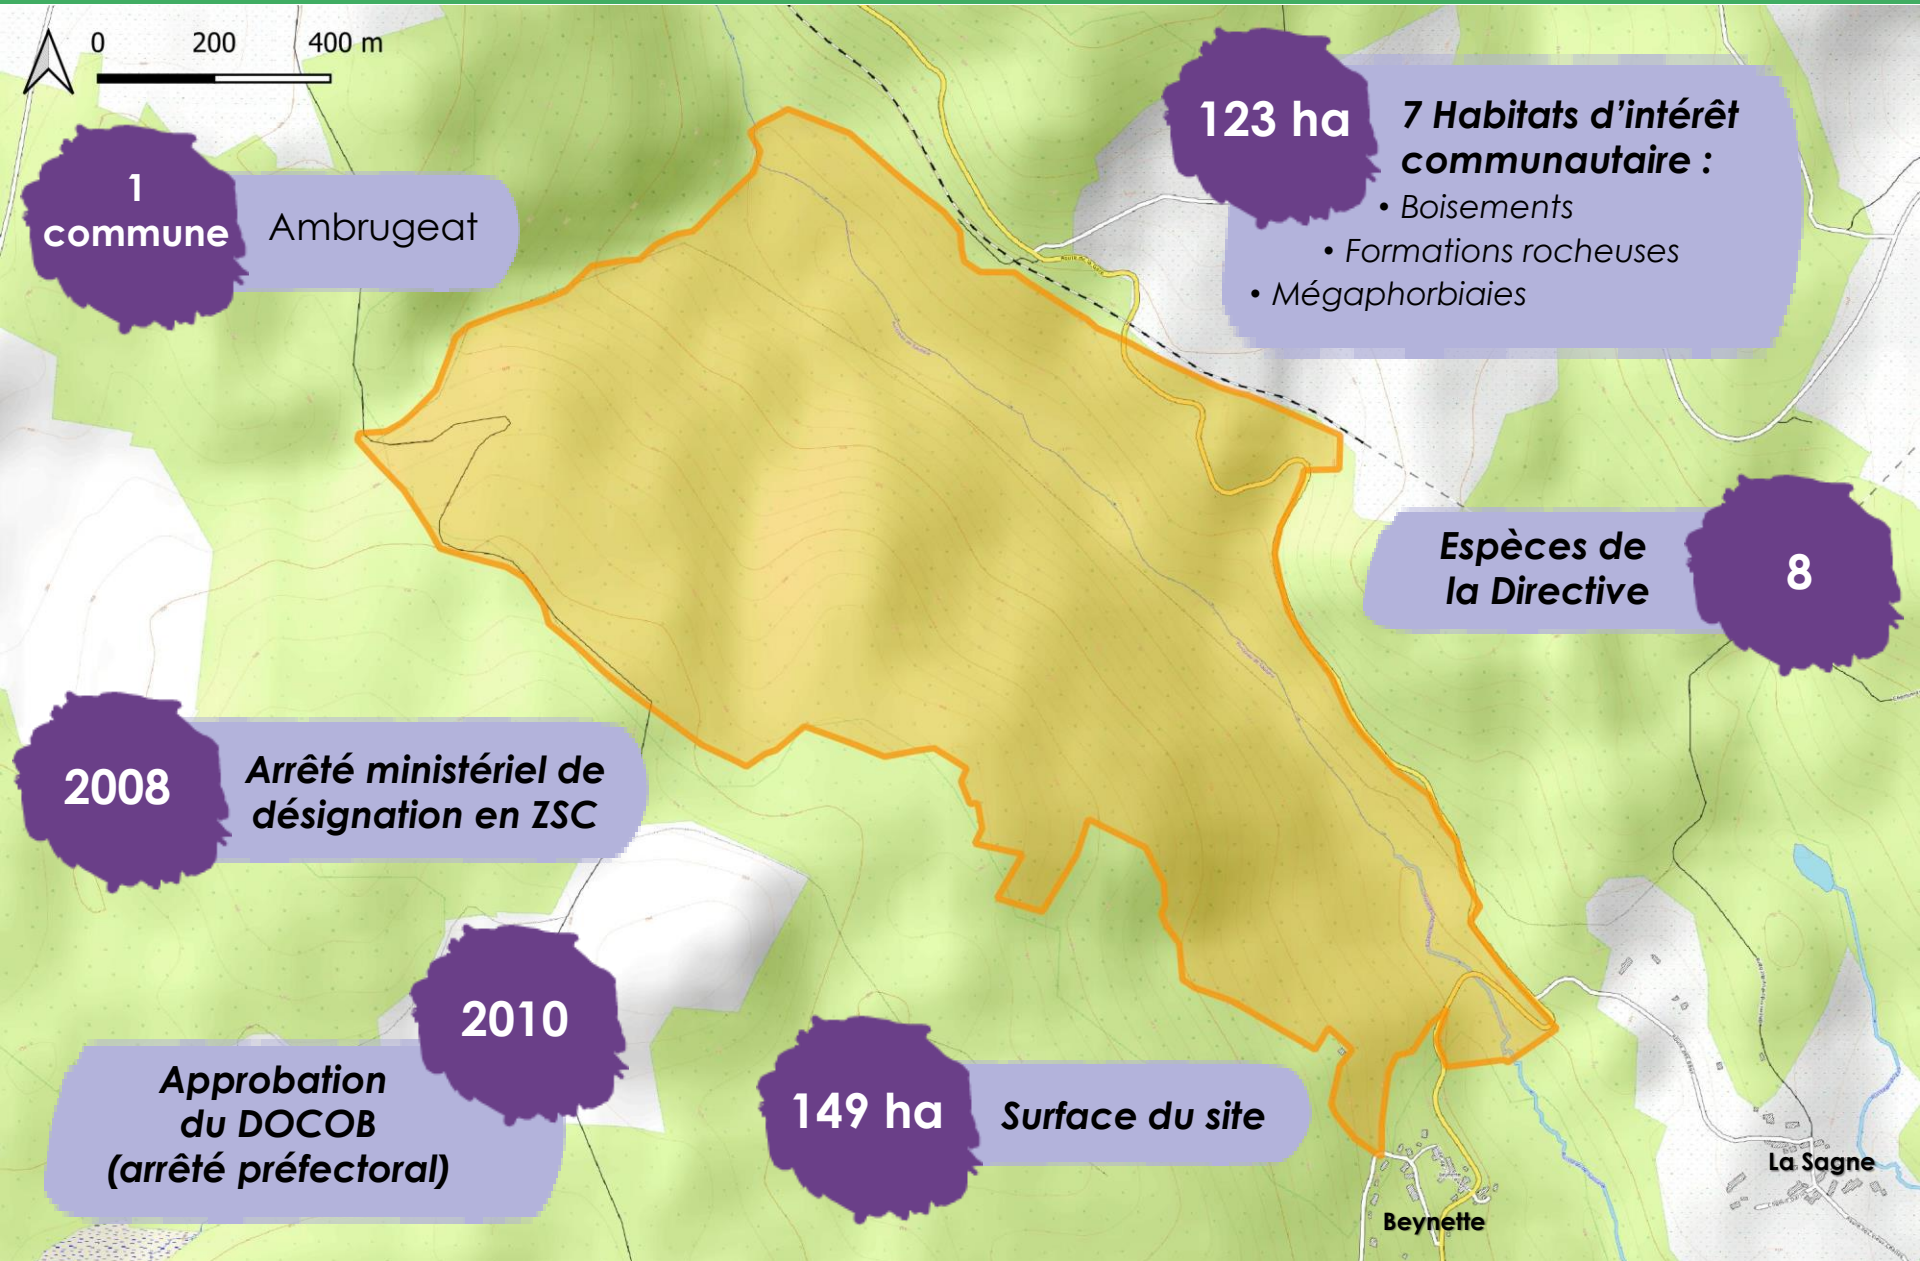 0 200 400 m
1
commune
Ambrugeat
123 ha
7 Habitats d'intérêt
communautaire :
• Boisements
• Formations rocheuses
• Mégaphorbiaies
Espèces de
la Directive
8
2008
Arrêté ministériel de
désignation en ZSC
2010
Approbation
du DOCOB
(arrêté préfectoral)
149 ha
Surface du site
La Sagne
Beynette